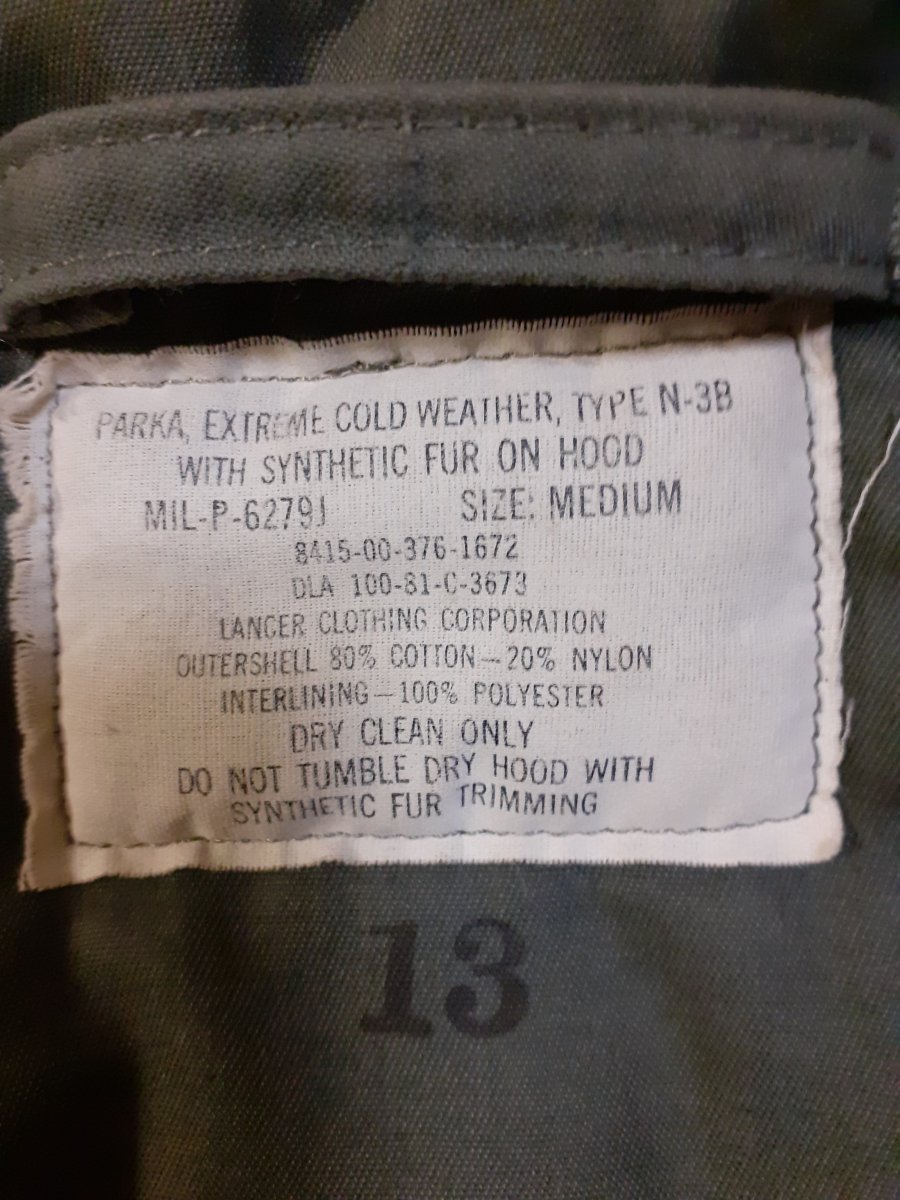 PARKA, EXTREME COLD WEATHER, TYPE N-3B
WITH SYNTHETIC FUR ON HOOD
MIL-P-6279J SIZE: MEDIUM
8415-00-376-1672
DLA 100-81-C-3673
LANCER CLOTHING CORPORATION
OUTERSHELL 80% COTTON-20% NYLON
INTERLINING-100% POLYESTER
DRY CLEAN ONLY
DO NOT TUMBLE DRY HOOD WITH
SYNTHETIC FUR TRIMMING
13